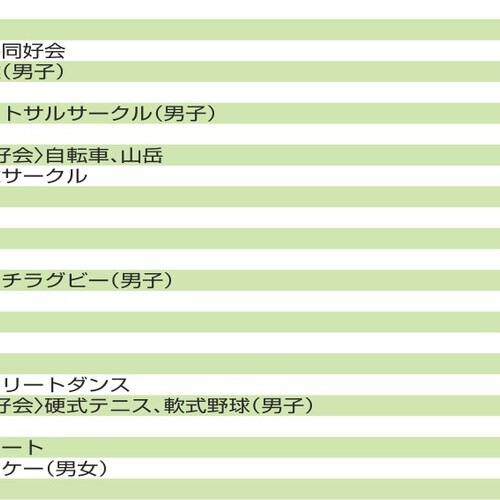 同好会
(男子)
トサルサークル(男子)
好会〉自転車、山岳
サークル
チラグビー(男子)
リートダンス
好会〉硬式テニス、軟式野球(男子)
ート
ケー(男女)